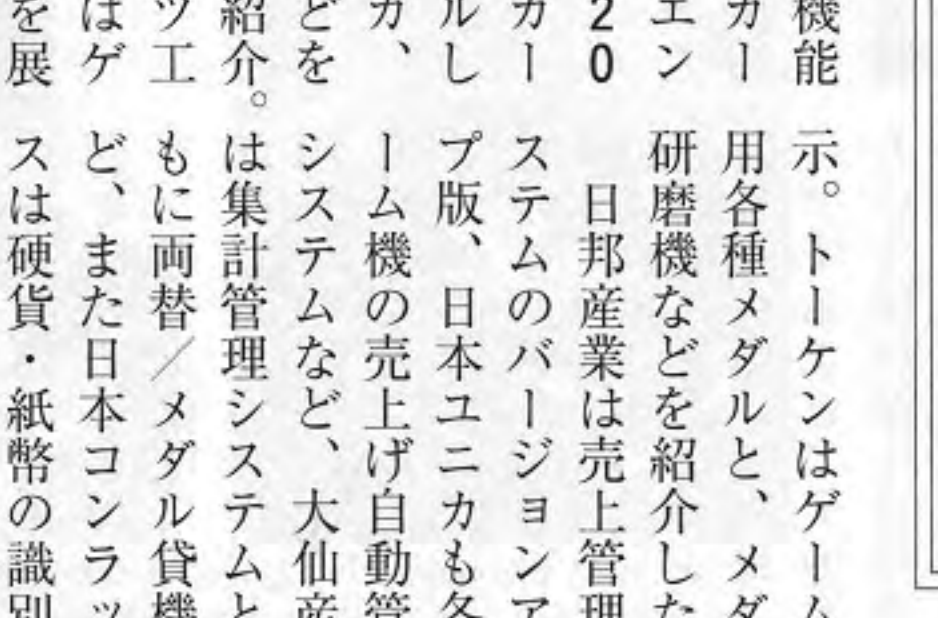 機能
カー
エン
20
カー
ルし
カ、
どを
紹介。
ツ工
はゲ
を展
示。トーケンはゲーム
用各種メダルと、メダ
研磨機などを紹介した
日邦産業は売上管理
ステムのバージョンア
プ版、日本ユニカも各
ーム機の売上げ自動管
システムなど、大仙産
は集計管理システムと
もに両替／メダル貸機
ど、また日本コンラッ
スは硬貨・紙幣の識別